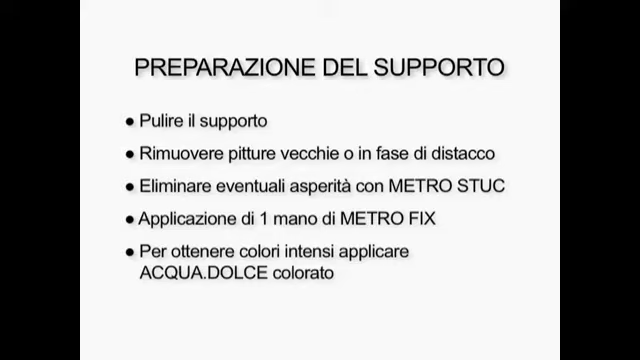 PREPARAZIONE DEL SUPPORTO
● Pulire il supporto
● Rimuovere pitture vecchie o in fase di distacco
● Eliminare eventuali asperità con METRO STUC
● Applicazione di 1 mano di METRO FIX
● Per ottenere colori intensi applicare
ACQUA.DOLCE colorato